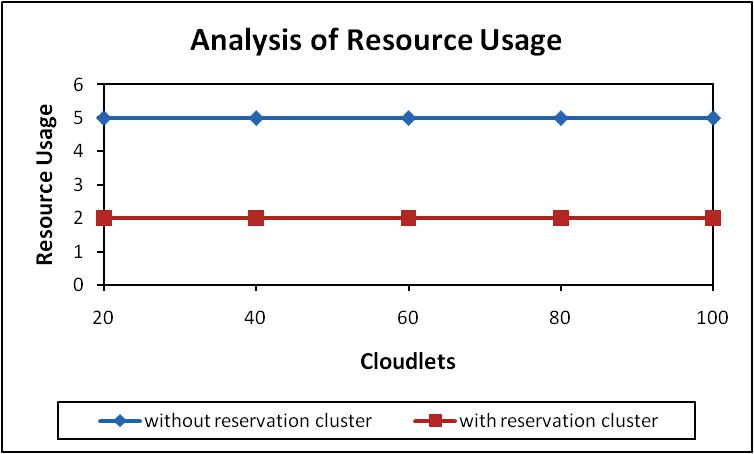 Analysis of Resource Usage
6
5
4
3
2
1
0
Resource Usage
20 40 60 80 100
Cloudlets
without reservation cluster with reservation cluster